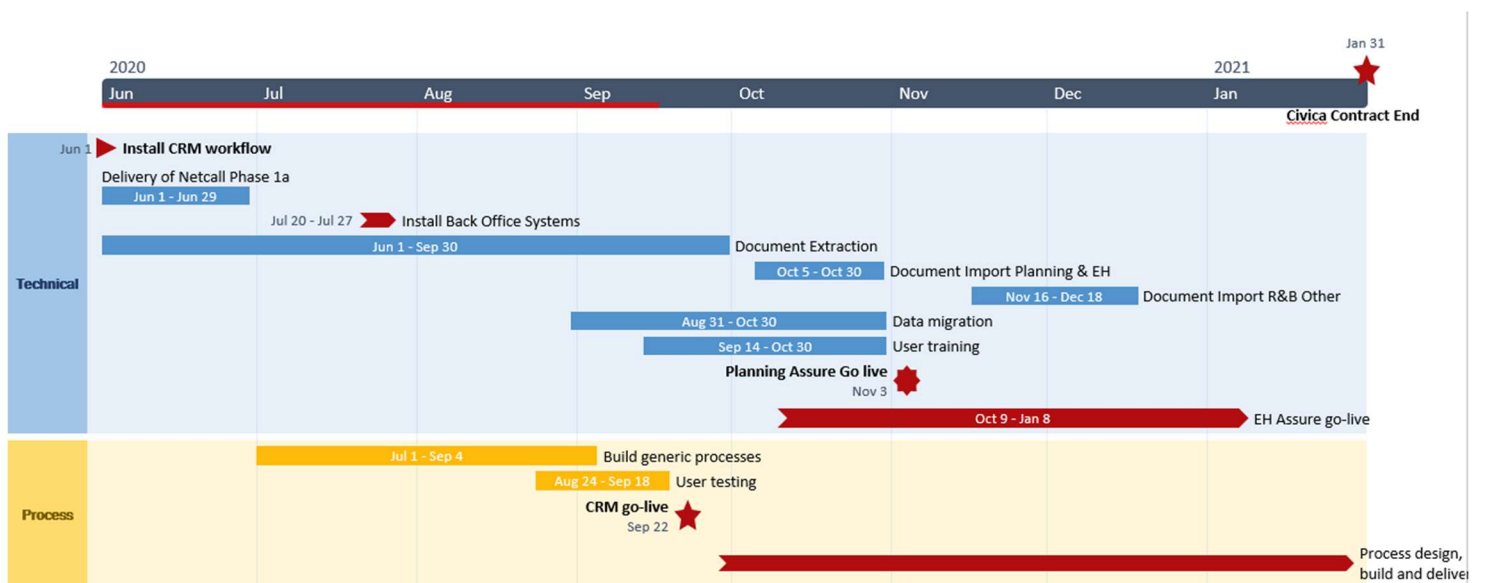 Jan 31
2020
2021
Jun Jul Aug Sep Oct Nov Dec Jan
Civica Contract End
Technical
Jun 1 Install CRM workflow
Delivery of Netcall Phase 1a
Jun 1 - Jun 29
Jul 20 - Jul 27 Install Back Office Systems
Jun 1 - Sep 30 Document Extraction
Oct 5 - Oct 30 Document Import Planning & EH
Nov 16 - Dec 18 Document Import R&B Other
Aug 31 - Oct 30 Data migration
Sep 14 - Oct 30 User training
Planning Assure Go live
Nov 3
Oct 9 - Jan 8 EH Assure go-live
Process
Jul 1 - Sep 4 Build generic processes
Aug 24 - Sep 18 User testing
CRM go-live
Sep 22
Process design,
build and